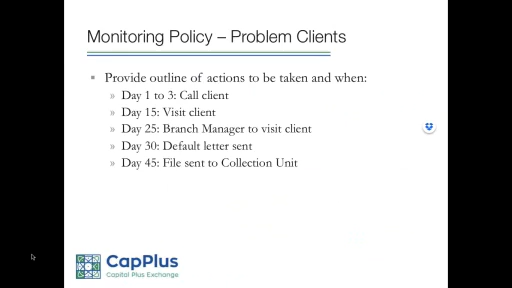 Monitoring Policy – Problem Clients
Provide outline of actions to be taken and when:
Day 1 to 3: Call client
Day 15: Visit client
Day 25: Branch Manager to visit client
Day 30: Default letter sent
Day 45: File sent to Collection Unit
CapPlus
Capital Plus Exchange